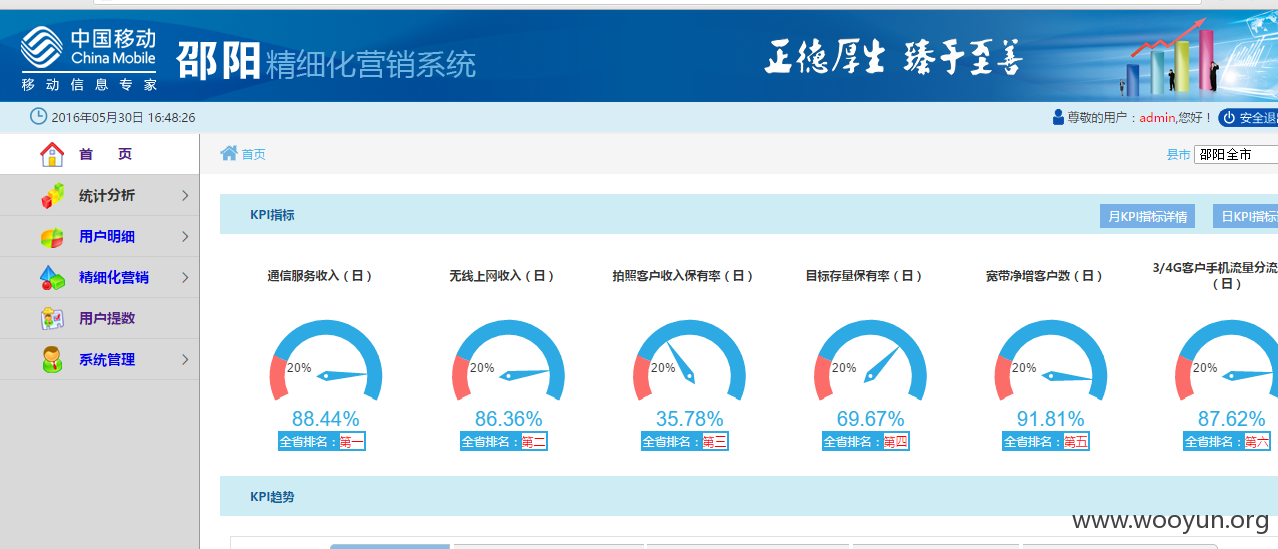 中国移动
China Mobile
移动信息专家
邵阳精细化营销系统
正德厚生 臻于至善
2016年05月30日 16:48:26
尊敬的用户：admin,您好！
安全退
首 页
首页
县市
邵阳全市
统计分析
用户明细
精细化营销
用户提数
系统管理
KPI指标
月KPI指标详情
日KPI指标
通信服务收入（日）
无线上网收入（日）
拍照客户收入保有率（日）
目标存量保有率（日）
宽带净增客户数（日）
3/4G客户手机流量分流
（日）
20%
20%
20%
20%
20%
20%
88.44%
86.36%
35.78%
69.67%
91.81%
87.62%
全省排名：第一
全省排名：第二
全省排名：第三
全省排名：第四
全省排名：第五
全省排名：第六
KPI趋势
www.wooyun.org